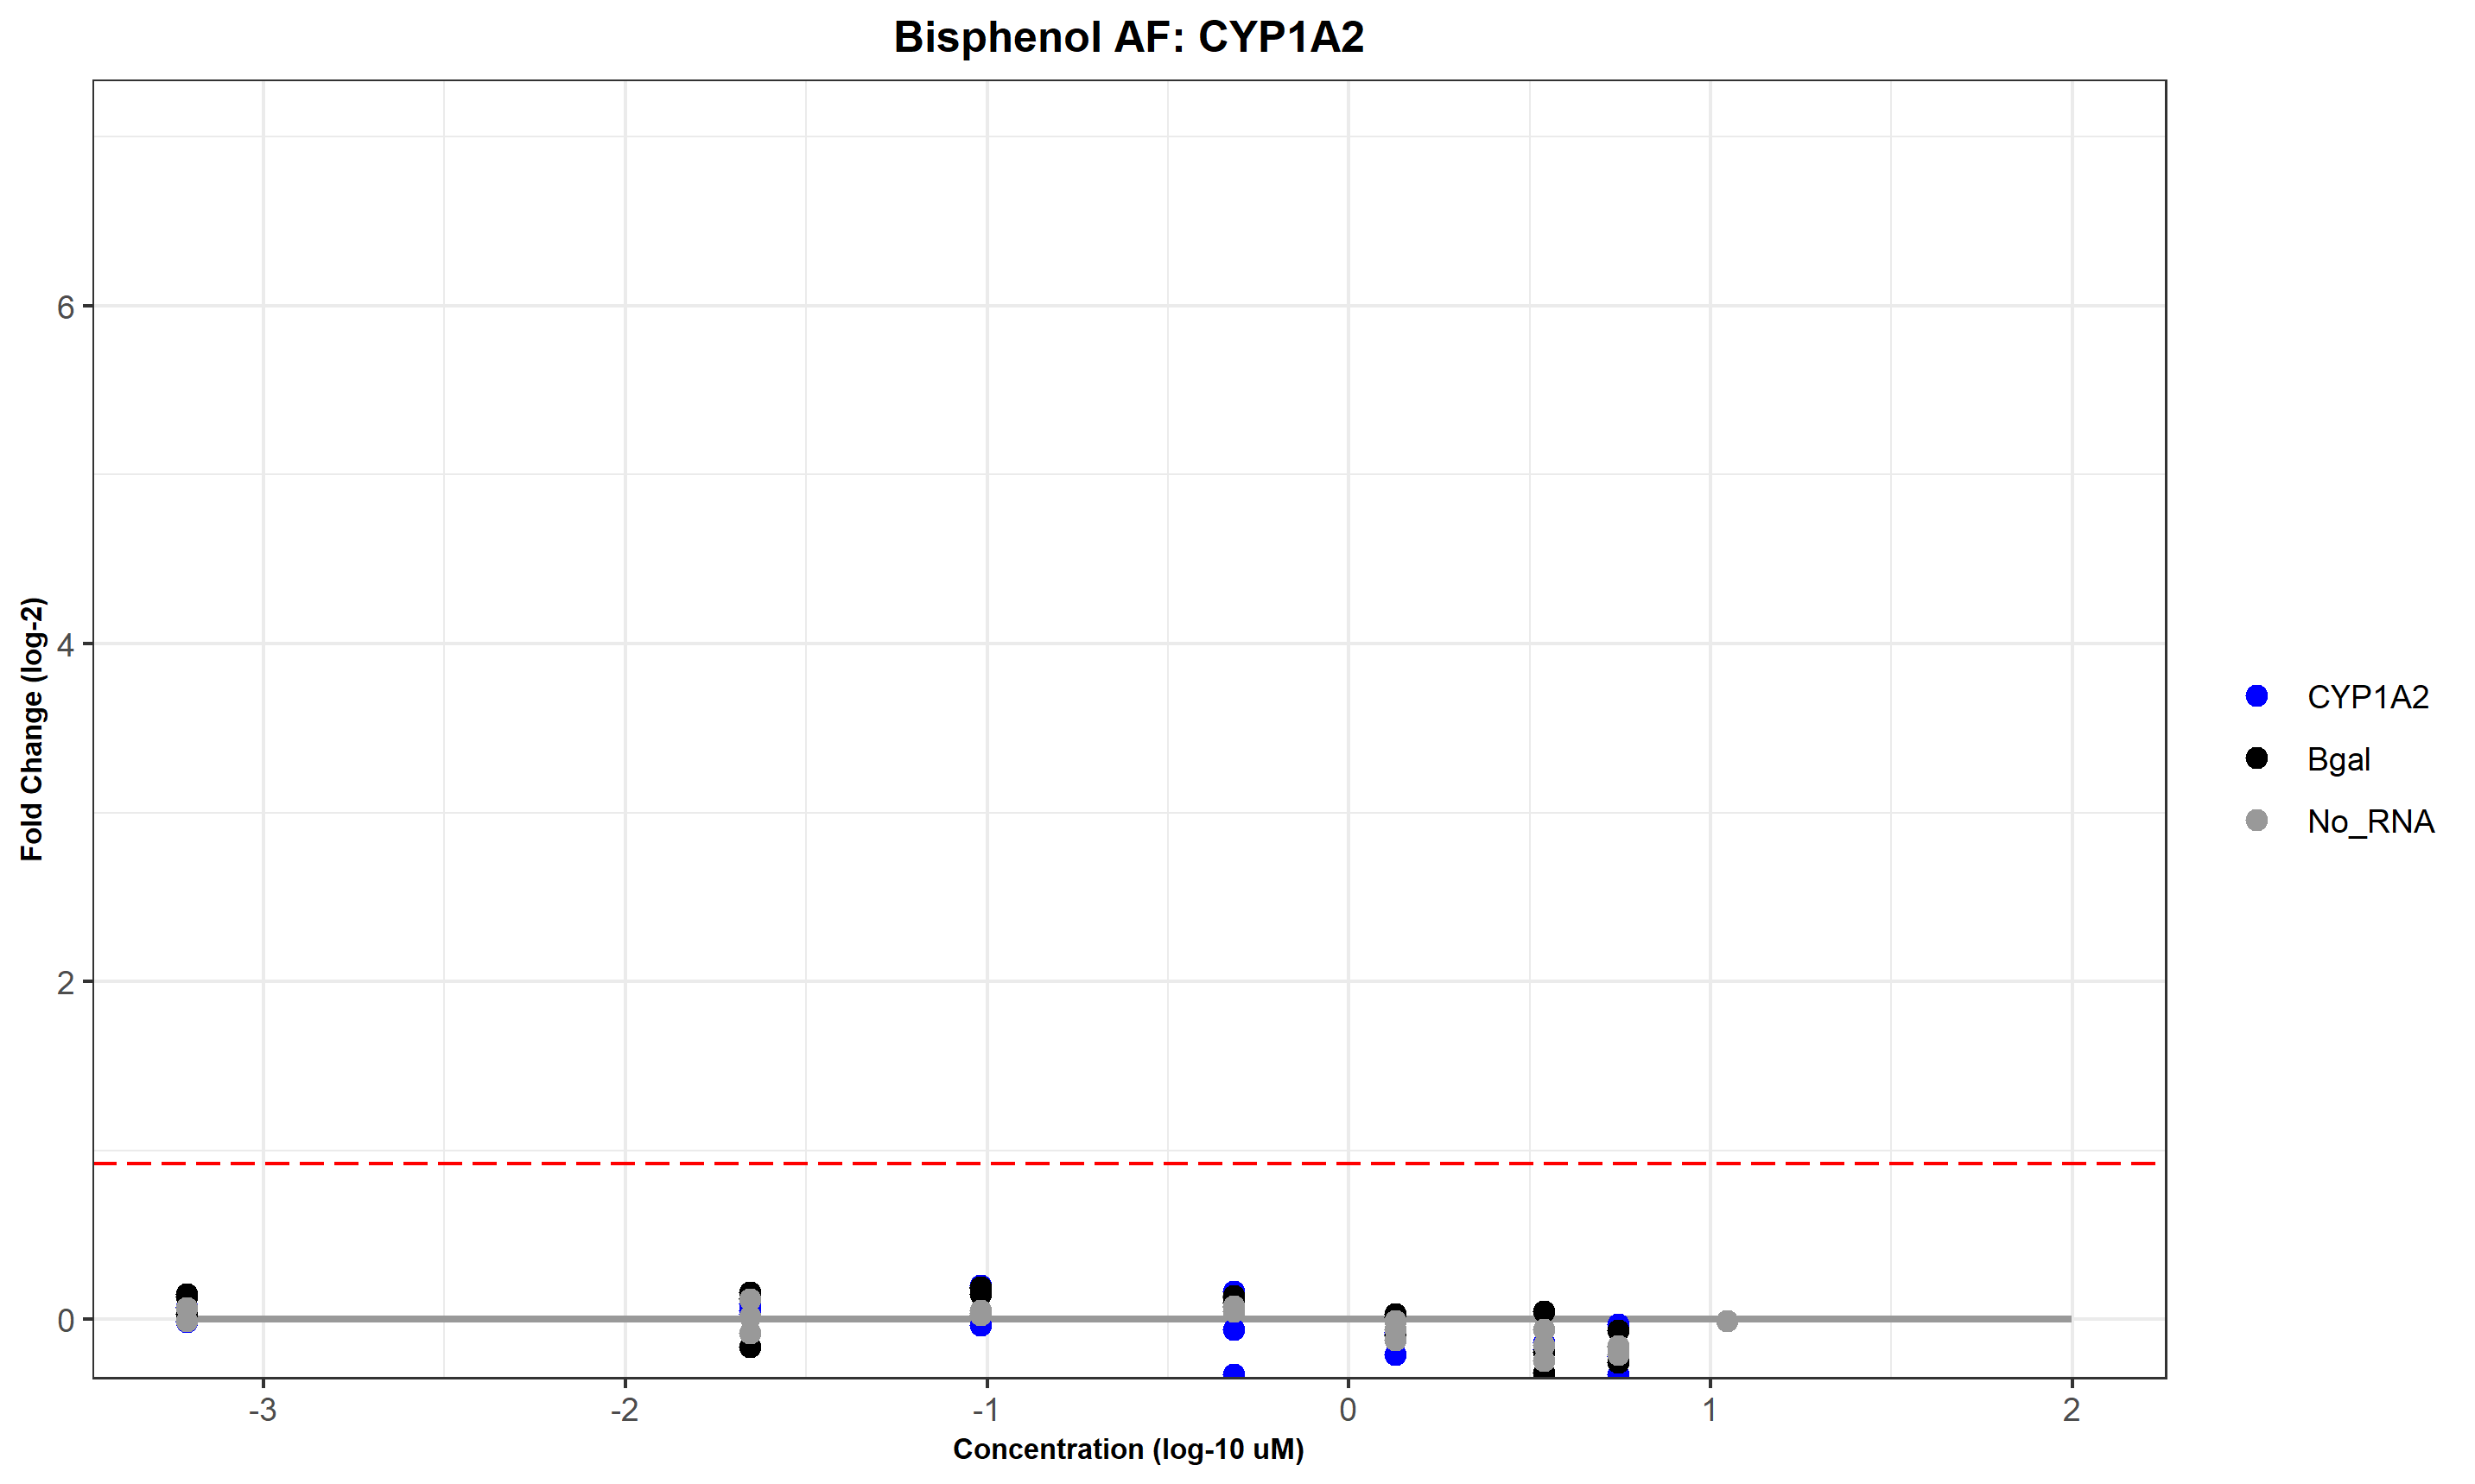 Bisphenol AF: CYP1A2
Fold Change (log-2)
6
4
2
0
-3
-2
-1
0
1
2
Concentration (log-10 uM)
CYP1A2
Bgal
No_RNA